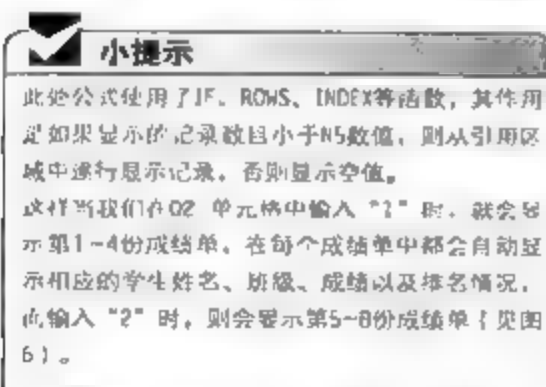 小提示
此处公式使用了IF、ROWS、INDEX等函数，其作用
是如果显示的记录数目小于N5数值，则从引用区
域中逐行显示记录，否则显示空值。
这样当我们在O2 单元格中输入 "1" 时，就会显
示第1~4份成绩单，在每个成绩单中都会自动显
示相应的学生姓名、班级、成绩以及排名情况，
而输入 "2" 时，则会显示第5~8份成绩单（见图
6）。